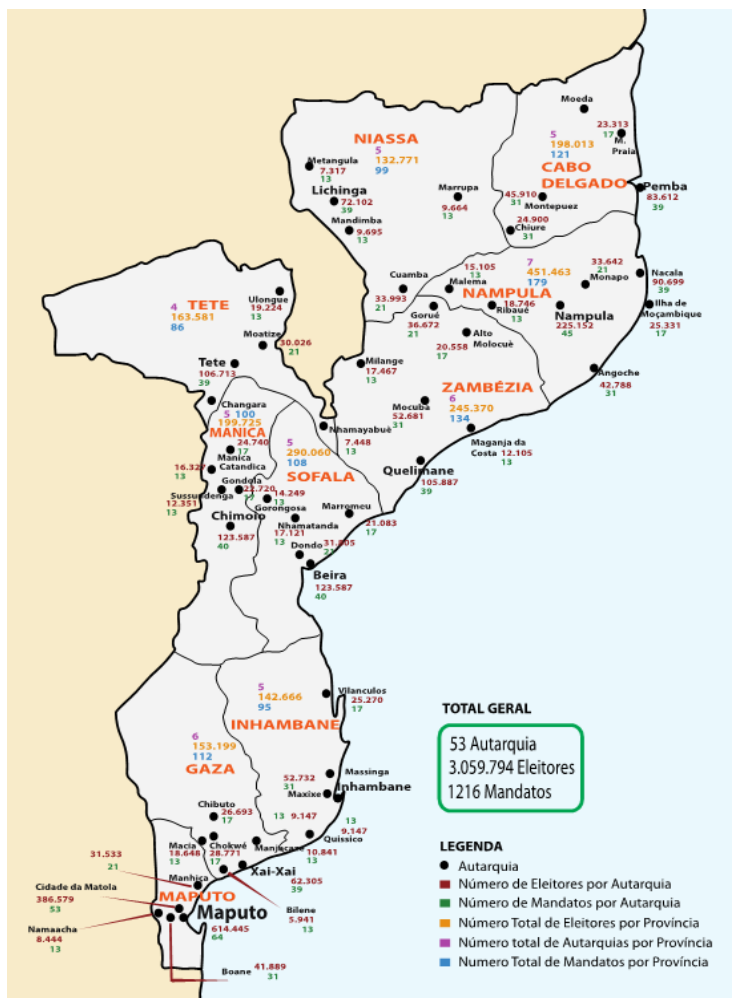 Moeda
23.313
17
M.
Praia
5
198.013
121
CABO
DELGADO
NIASSA
5
132.771
99
Metangula
7.317
13
Lichinga
72.102
39
Mandimba
9.695
13
Marrupa
9.664
13
45.910
31
Montepuez
24.900
Chiure
31
Pemba
83.612
39
Cuamba
33.993
21
15.105
13
Malema
7
451.463
179
NAMPULA
33.642
21
Monapo
Nacala
90.699
39
18.746
Ribaué
13
Nampula
225.152
45
Ilha de
Moçambique
25.331
17
Angoche
42.788
31
TETE
4
163.581
86
Ulongue
19.224
13
Moatize
30.026
21
Tete
106.713
39
Gorué
36.672
21
Alto
Molocuè
20.558
17
Milange
17.467
13
ZAMBÉZIA
6
245.370
134
Mocuba
52.681
31
Maganja da
Costa 12.105
13
Quelimane
105.887
39
Changara
5 100
199.725
MANICA
24.740
17
Manica
Catandica
16.327
13
Gondola
22.720
17
Sussundenga
12.351
13
Chimoio
123.587
40
Nhamayabuè
7.448
13
5
290.060
108
SOFALA
14.249
13
Gorongosa
Nhamatanda
17.121
13
Marromeu
21.083
17
Dondo
31.805
21
Beira
123.587
40
5
142.666
95
INHAMBANE
Vilanculos
25.270
17
Massinga
52.732
31
Maxixe
Inhambane
13 9.147
13
9.147
Quissico
10.841
13
6
153.199
112
GAZA
Chibuto
26.693
17
Macia
18.648
13
Chokwé
28.771
17
Manjacaze
Xai-Xai
62.305
39
Bilene
5.941
13
31.533
21
Manhiça
MAPUTO
Cidade da Matola
386.579
53
Maputo
614.445
64
Namaacha
8.444
13
Boane
41.889
31
TOTAL GERAL
53 Autarquia
3.059.794 Eleitores
1216 Mandatos
LEGENDA
Autarquia
Número de Eleitores por Autarquia
Número de Mandatos por Autarquia
Número Total de Eleitores por Província
Número total de Autarquias por Província
Numero Total de Mandatos por Província